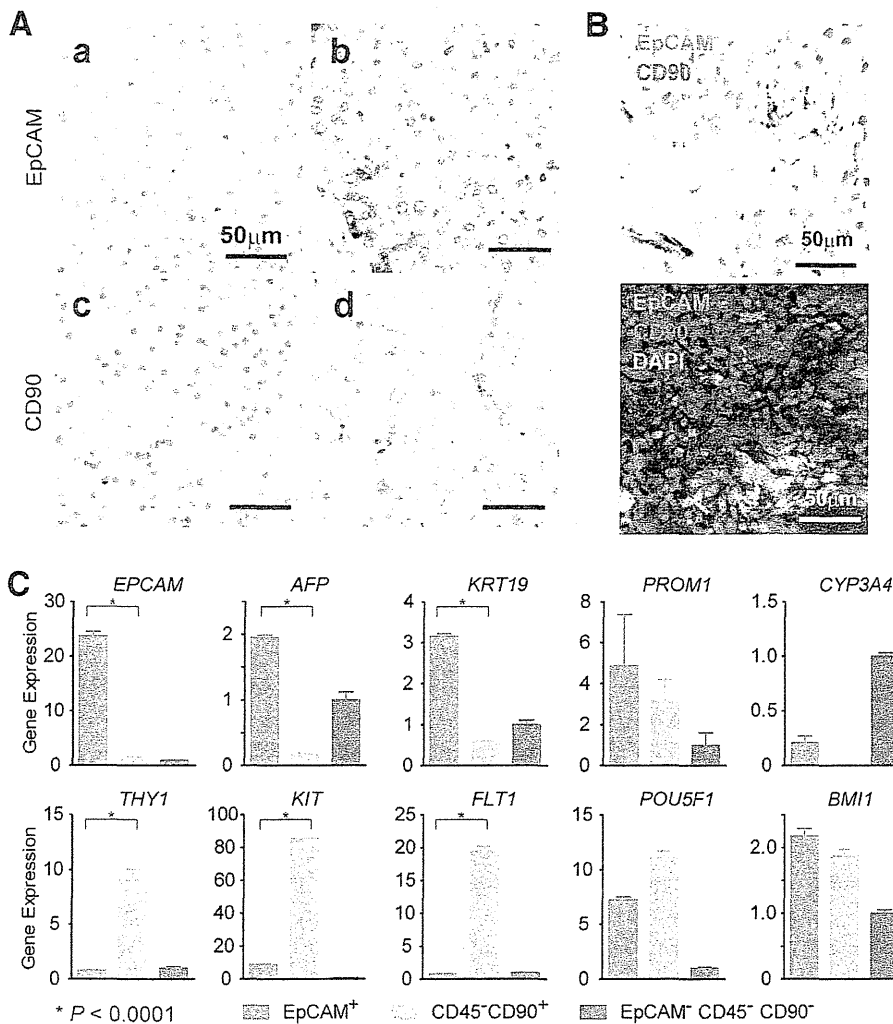 A
B
a
b
EpCAM
50µm
EpCAM
CD90
50µm
c
d
CD90
EpCAM
DAPI
50µm
C
EPCAM
AFP
KRT19
PROM1
CYP3A4
Gene Expression
30
20
10
0
*
2
1
0
*
4
3
2
1
0
*
8
6
4
2
0
1.5
1.0
0.5
0
THY1
KIT
FLT1
POU5F1
BMI1
Gene Expression
15
10
5
0
*
100
80
60
40
20
0
*
25
20
15
10
5
0
*
15
10
5
0
2.0
1.0
0
* P < 0.0001
EpCAM⁺
CD45⁻CD90⁺
EpCAM⁻ CD45⁻ CD90⁻